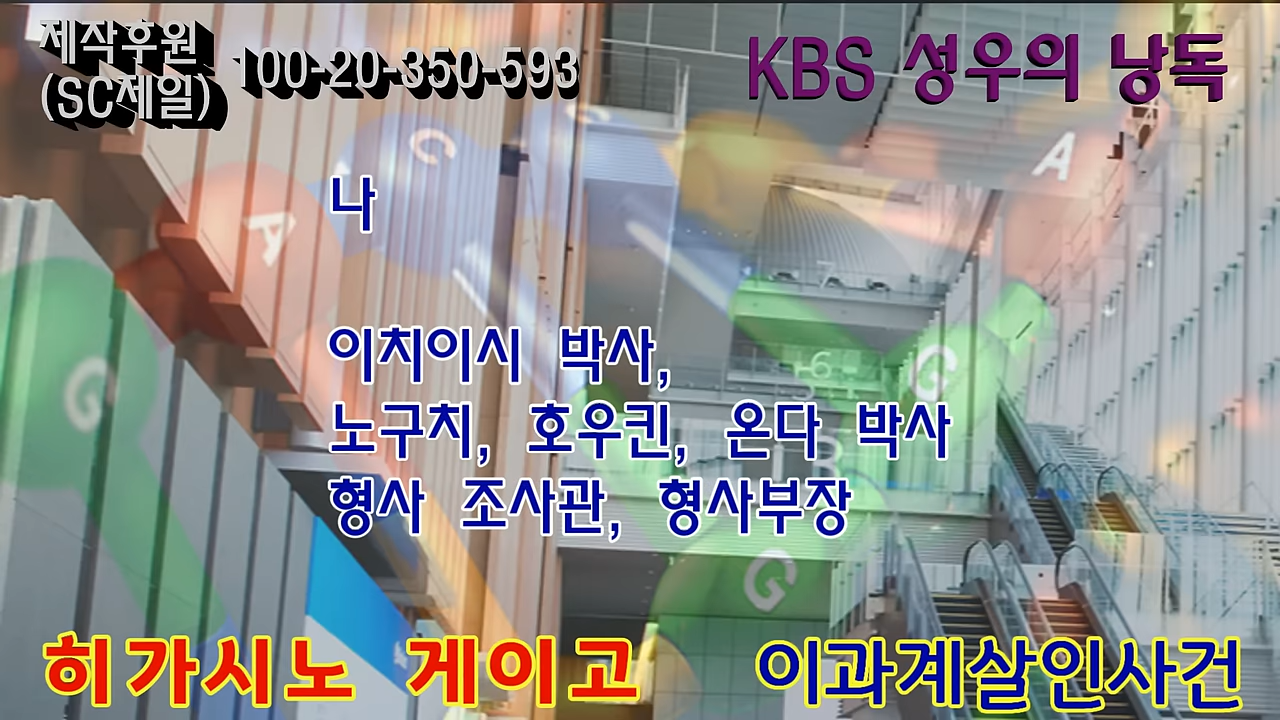 제작후원
(SC제일)
100-20-350-593
KBS 성우의 낭독
C
A
A
나
G
G
이치이시 박사,
노구치, 호우킨, 온다 박사
형사 조사관, 형사부장
G
히가시노 게이고
이과계살인사건